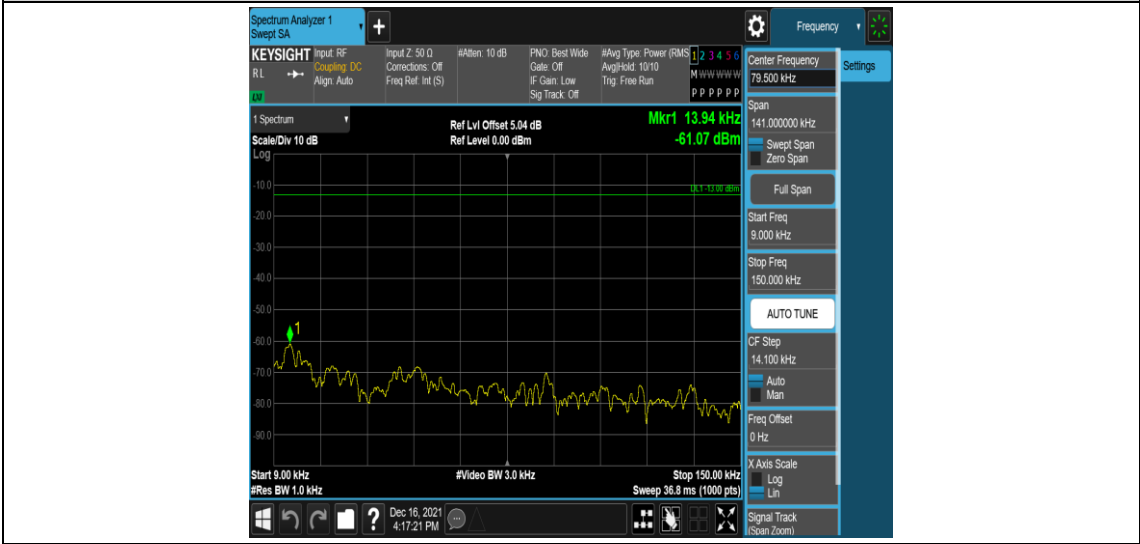 Spectrum Analyzer 1
Swept SA
+
Frequency
KEYSIGHT
RL
Input: RF
Coupling: DC
Align: Auto
Input Z: 50 Ω
Corrections: Off
Freq Ref: Int (S)
#Atten: 10 dB
PNO: Best Wide
Gate: Off
IF Gain: Low
Sig Track: Off
#Avg Type: Power (RMS
Avg|Hold: 10/10
Trig: Free Run
1 2 3 4 5 6
M W W W W W
P P P P P P
Settings
Center Frequency
79.500 kHz
Span
141.000000 kHz
Swept Span
Zero Span
Full Span
Start Freq
9.000 kHz
Stop Freq
150.000 kHz
AUTO TUNE
CF Step
14.100 kHz
Auto
Man
Freq Offset
0 Hz
X Axis Scale
Log
Lin
Signal Track
(Span Zoom)
1 Spectrum
Scale/Div 10 dB
Log
Ref Lvl Offset 5.04 dB
Ref Level 0.00 dBm
Mkr1 13.94 kHz
-61.07 dBm
DL1 -13.00 dBm
-10.0
-20.0
-30.0
-40.0
-50.0
-60.0
-70.0
-80.0
-90.0
1
Start 9.00 kHz
#Res BW 1.0 kHz
#Video BW 3.0 kHz
Stop 150.00 kHz
Sweep 36.8 ms (1000 pts)
?
Dec 16, 2021
4:17:21 PM